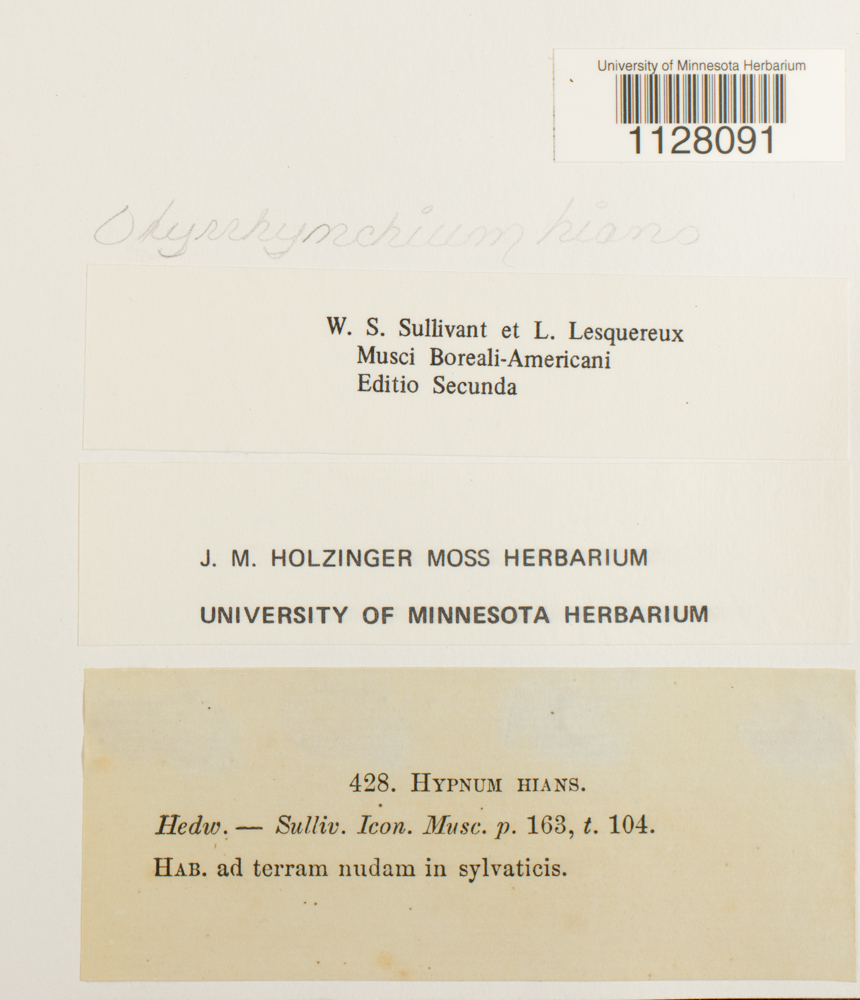 University of Minnesota Herbarium
1128091
Oxyrrhynchium hians
W. S. Sullivant et L. Lesquereux
Musci Boreali-Americani
Editio Secunda
J. M. HOLZINGER MOSS HERBARIUM
UNIVERSITY OF MINNESOTA HERBARIUM
428. HYPNUM HIANS.
Hedw. — Sulliv. Icon. Musc. p. 163, t. 104.
HAB. ad terram nudam in sylvaticis.